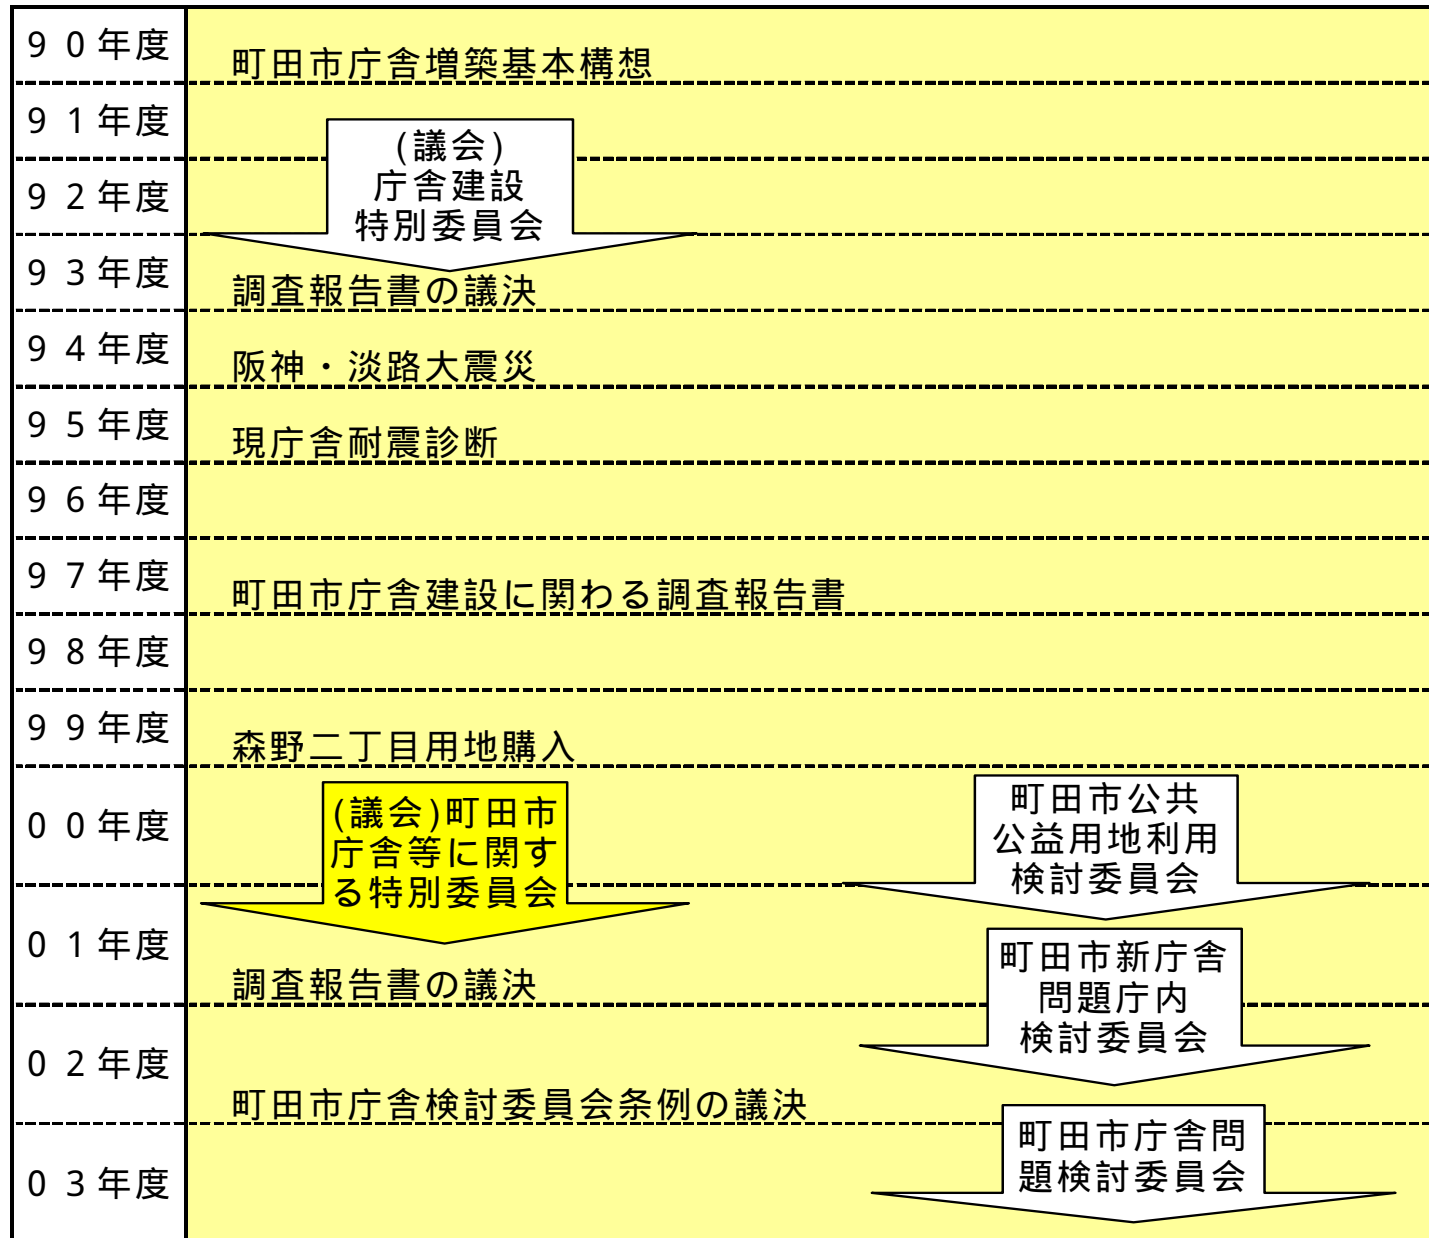 90年度
町田市庁舎増築基本構想
91年度
(議会)
庁舎建設
特別委員会
92年度
93年度
調査報告書の議決
94年度
阪神・淡路大震災
95年度
現庁舎耐震診断
96年度
97年度
町田市庁舎建設に関わる調査報告書
98年度
99年度
森野二丁目用地購入
00年度
(議会)町田市
庁舎等に関す
る特別委員会
町田市公共
公益用地利用
検討委員会
01年度
調査報告書の議決
町田市新庁舎
問題庁内
検討委員会
02年度
町田市庁舎検討委員会条例の議決
町田市庁舎問
題検討委員会
03年度